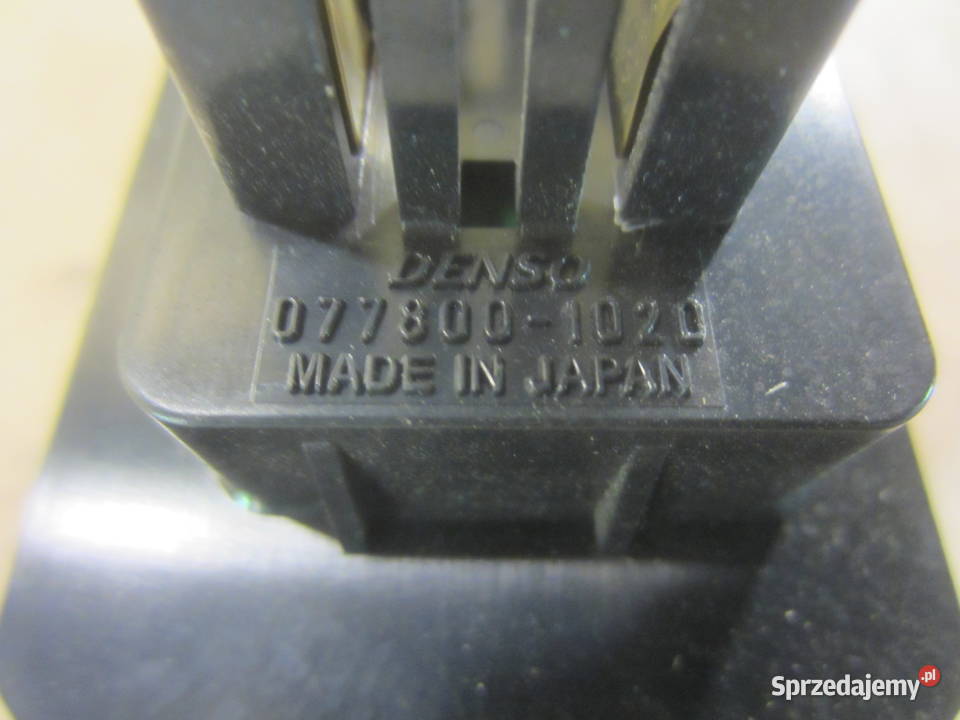 DENSO
077800-1020
MADE IN JAPAN
Sprzedajemy.pl